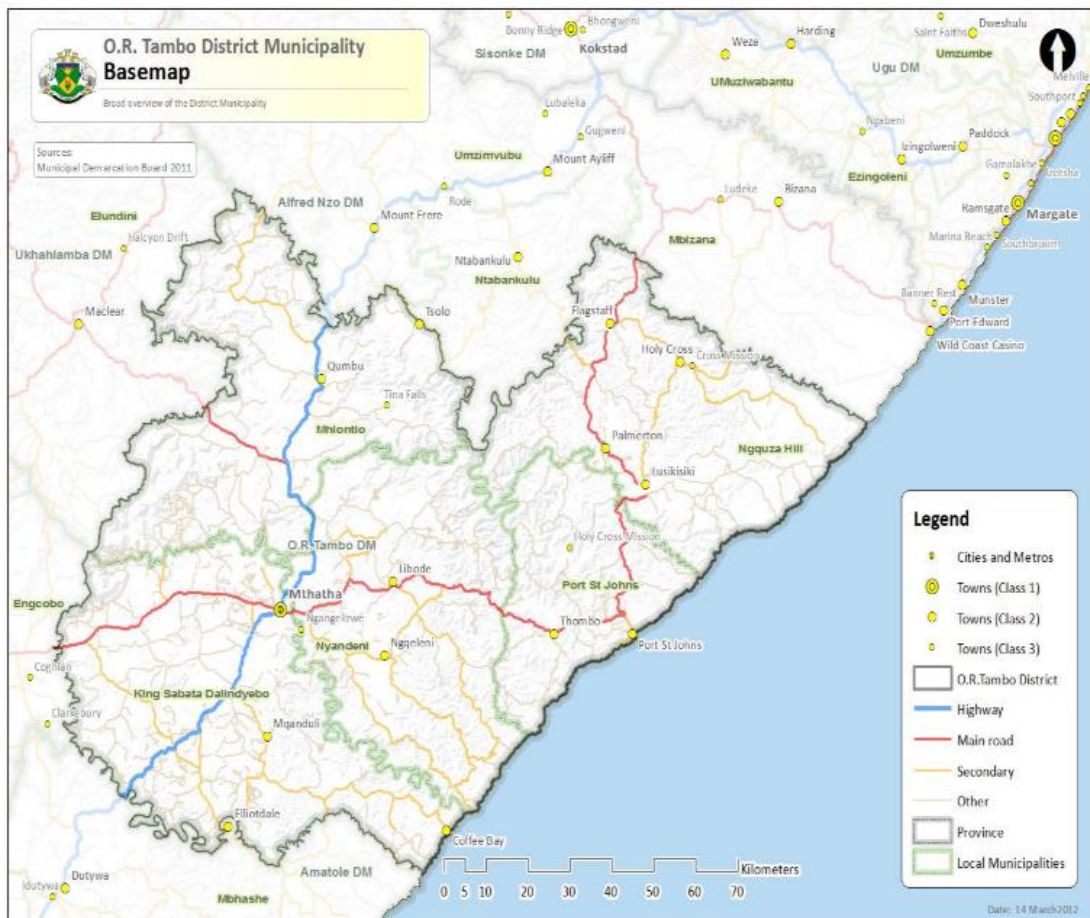 O.R. Tambo District Municipality
Basemap
Broad overview of the District Municipality
Sources:
Municipal Demarcation Board 2011
Bonny Ridge
Bhongweni
Kokstad
Sisonke DM
Weza
Harding
Saint Faiths
Dweshulu
Umzumbe
Ugu DM
UMuziwabantu
Melville
Southport
Lubaleka
Gugweni
Ngabeni
Izingolweni
Paddock
Umzimvubu
Mount Ayliff
Gamalakhe
Izotsha
Ezingoleni
Elundini
Alfred Nzo DM
Rode
Ludeke
Bizana
Ramsgate
Margate
Mount Frere
Halcyon Drift
Ukhahlamba DM
Mbizana
Marina Beach
Southbroom
Ntabankulu
Ntabankulu
Banner Rest
Munster
Port Edward
Wild Coast Casino
Maclear
Tsolo
Flagstaff
Holy Cross
Cross Mission
Qumbu
Tina Falls
Mhlontlo
Palmerton
Ngquza Hill
Lusikisiki
O.R.Tambo DM
Holy Cross Mission
Libode
Port St Johns
Engcobo
Mthatha
Ngangelizwe
Thombo
Nyandeni
Ngqeleni
Port St Johns
Coghlan
King Sabata Dalindyebo
Clarkebury
Mqanduli
Elliotdale
Coffee Bay
Amatole DM
Dutywa
Idutywa
Mbhashe
Kilometers
0 5 10 20 30 40 50 60 70
Legend
Cities and Metros
Towns (Class 1)
Towns (Class 2)
Towns (Class 3)
O.R.Tambo District
Highway
Main road
Secondary
Other
Province
Local Municipalities
Date: 14 March2012